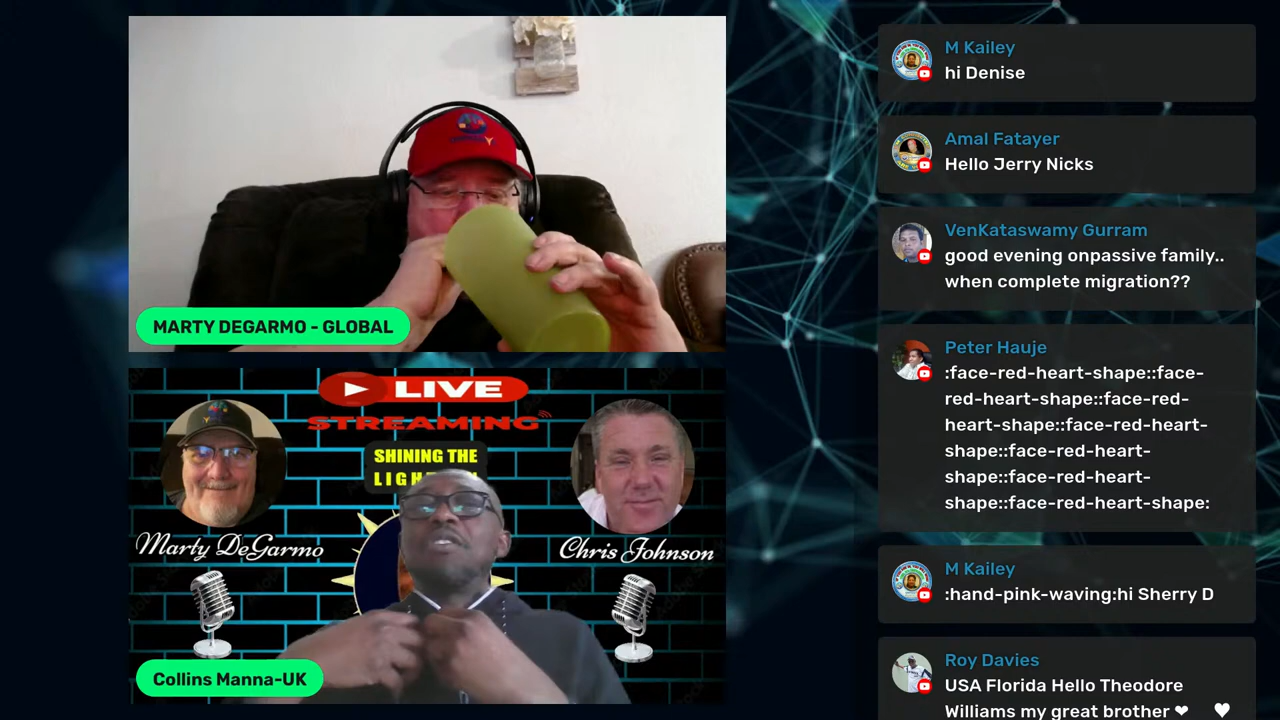 MARTY DEGARMO - GLOBAL
LIVE
STREAMING
SHINING THE
Marty DeGarmo
Chris Johnson
Collins Manna-UK
M Kailey
hi Denise
Amal Fatayer
Hello Jerry Nicks
VenKataswamy Gurram
good evening onpassive family..
when complete migration??
Peter Hauje
:face-red-heart-shape::face-
red-heart-shape::face-red-
heart-shape::face-red-heart-
shape::face-red-heart-
shape::face-red-heart-
shape::face-red-heart-shape:
M Kailey
:hand-pink-waving:hi Sherry D
Roy Davies
USA Florida Hello Theodore
Williams my great brother ❤ ♥